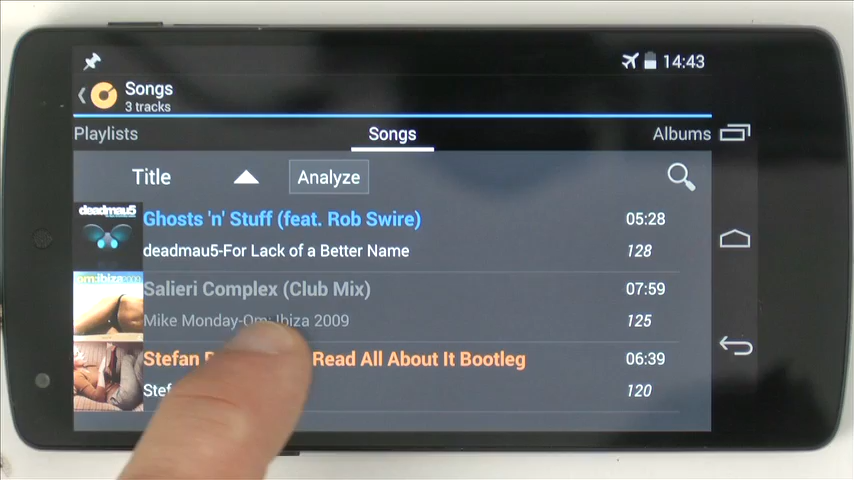 14:43
Songs
3 tracks
Playlists Songs Albums
Title Analyze
deadmau5
Ghosts 'n' Stuff (feat. Rob Swire) 05:28
deadmau5-For Lack of a Better Name 128
Salieri Complex (Club Mix) 07:59
Mike Monday-Om: Ibiza 2009 125
Stefan Read All About It Bootleg 06:39
120